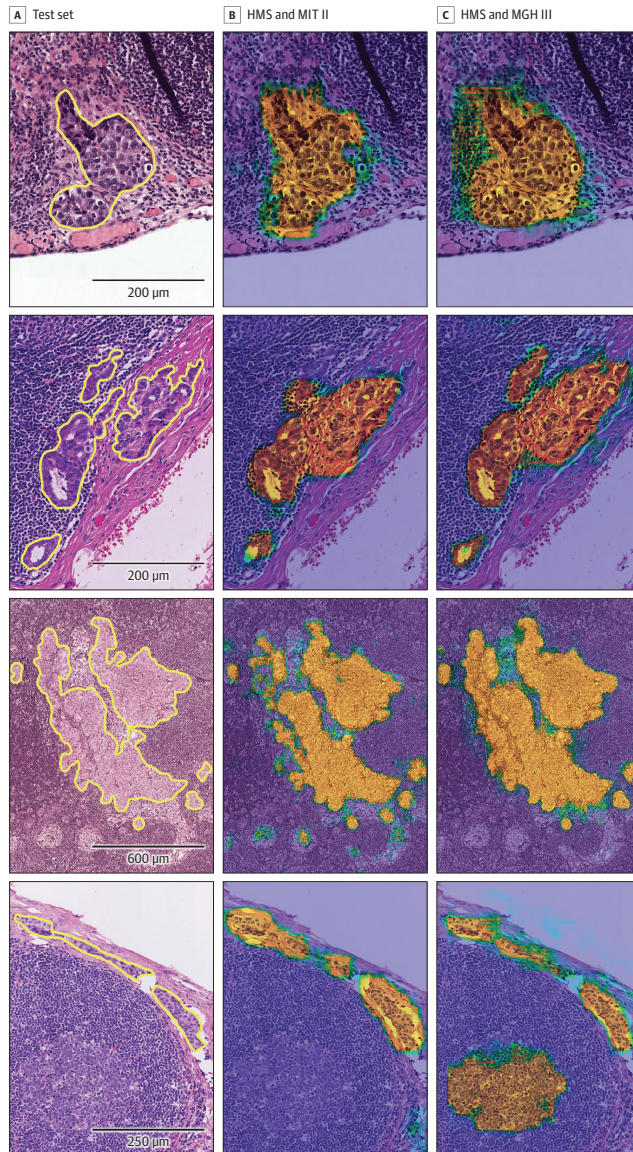 A Test set
B HMS and MIT II
C HMS and MGH III
200 µm
200 µm
600 µm
250 µm